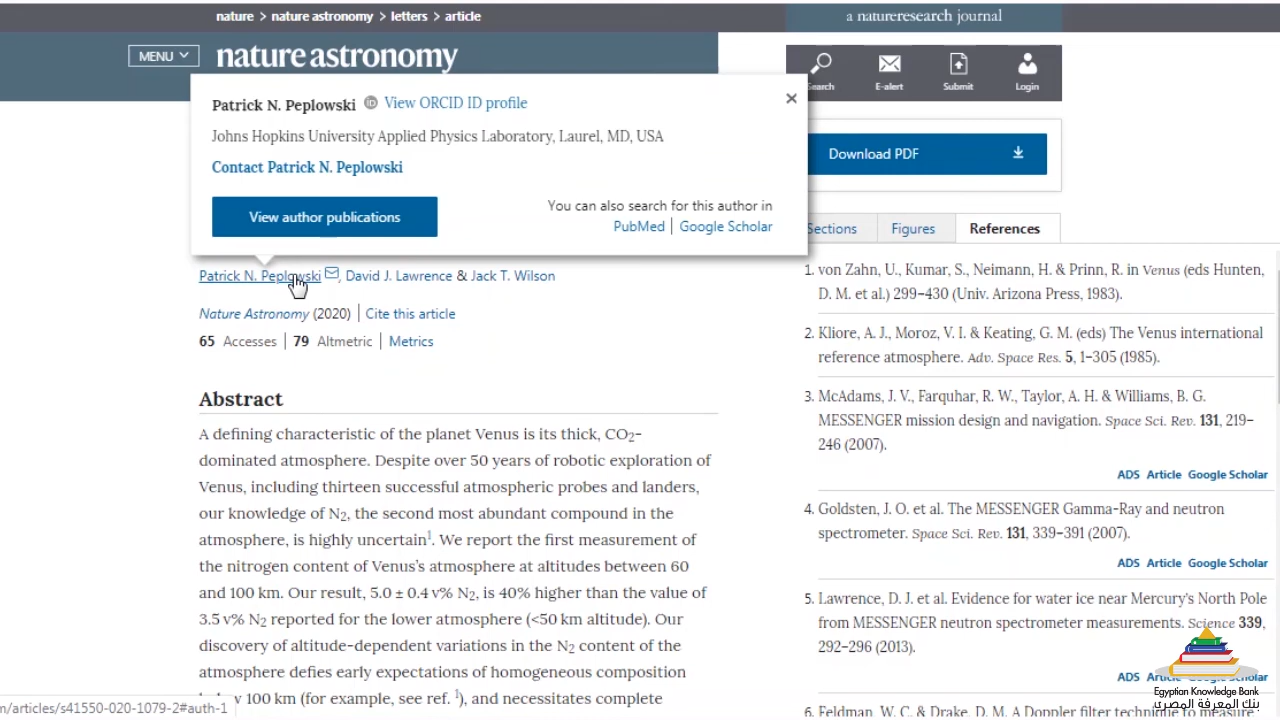 nature > nature astronomy > letters > article
a natureresearch journal
MENU
nature astronomy
Search
E-alert
Submit
Login
Patrick N. Peplowski iD View ORCID ID profile
Johns Hopkins University Applied Physics Laboratory, Laurel, MD, USA
Contact Patrick N. Peplowski
View author publications
You can also search for this author in
PubMed | Google Scholar
Download PDF
Sections
Figures
References
Patrick N. Peplowski, David J. Lawrence & Jack T. Wilson
Nature Astronomy (2020) | Cite this article
65 Accesses | 79 Altmetric | Metrics
Abstract
A defining characteristic of the planet Venus is its thick, CO2-
dominated atmosphere. Despite over 50 years of robotic exploration of
Venus, including thirteen successful atmospheric probes and landers,
our knowledge of N2, the second most abundant compound in the
atmosphere, is highly uncertain1. We report the first measurement of
the nitrogen content of Venus's atmosphere at altitudes between 60
and 100 km. Our result, 5.0 ± 0.4 v% N2, is 40% higher than the value of
3.5 v% N2 reported for the lower atmosphere (<50 km altitude). Our
discovery of altitude-dependent variations in the N2 content of the
atmosphere defies early expectations of homogeneous composition
100 km (for example, see ref. 1), and necessitates complete
n/articles/s41550-020-1079-2#auth-1
1. von Zahn, U., Kumar, S., Neimann, H. & Prinn, R. in Venus (eds Hunten,
D. M. et al.) 299–430 (Univ. Arizona Press, 1983).
2. Kliore, A. J., Moroz, V. I. & Keating, G. M. (eds) The Venus international
reference atmosphere. Adv. Space Res. 5, 1–305 (1985).
3. McAdams, J. V., Farquhar, R. W., Taylor, A. H. & Williams, B. G.
MESSENGER mission design and navigation. Space Sci. Rev. 131, 219–
246 (2007).
ADS Article Google Scholar
4. Goldsten, J. O. et al. The MESSENGER Gamma-Ray and neutron
spectrometer. Space Sci. Rev. 131, 339–391 (2007).
ADS Article Google Scholar
5. Lawrence, D. J. et al. Evidence for water ice near Mercury's North Pole
from MESSENGER neutron spectrometer measurements. Science 339,
292–296 (2013).
ADS Article Google Scholar
6. Feldman, W. C. & Drake, D. M. A Doppler filter technique to measure
Egyptian Knowledge Bank
بنك المعرفة المصري